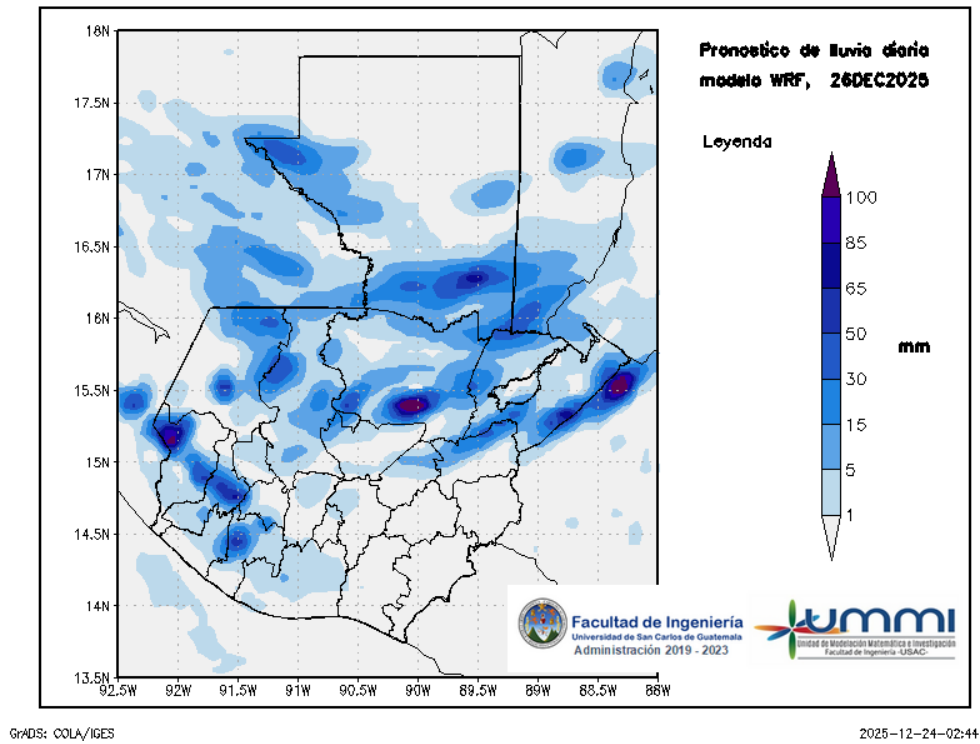 Pronostico de lluvia diaria
modelo WRF, 26DEC2025
Leyenda
100
85
65
50
30
15
5
1
mm
18N
17.5N
17N
16.5N
16N
15.5N
15N
14.5N
14N
13.5N
92.5W 92W 91.5W 91W 90.5W 90W 89.5W 89W 88.5W 88W
Facultad de Ingeniería
Universidad de San Carlos de Guatemala
Administración 2019 - 2023
ummi
Unidad de Modelación Matemática e Investigación
Facultad de Ingeniería -USAC-
GrADS: COLA/IGES
2025-12-24-02:44